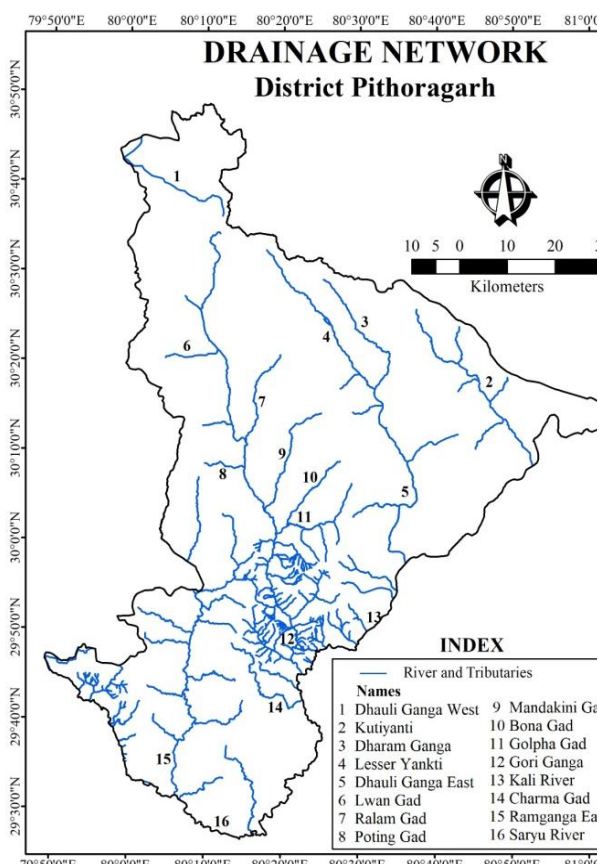 79°50'0"E 80°0'0"E 80°10'0"E 80°20'0"E 80°30'0"E 80°40'0"E 80°50'0"E
DRAINAGE NETWORK
District Pithoragarh
30°50'0"N
30°40'0"N
30°30'0"N
30°20'0"N
30°10'0"N
30°0'0"N
29°50'0"N
29°40'0"N
29°30'0"N
N
10 5 0 10 20
Kilometers
1
3
4
6
2
7
9
10
8
5
11
13
12
14
15
16
INDEX
River and Tributaries
Names
1 Dhauli Ganga West
2 Kutiyanti
3 Dharam Ganga
4 Lesser Yankti
5 Dhauli Ganga East
6 Lwan Gad
7 Ralam Gad
8 Poting Gad
9 Mandakini Ga
10 Bona Gad
11 Golpha Gad
12 Gori Ganga
13 Kali River
14 Charma Gad
15 Ramganga Ea
16 Saryu River